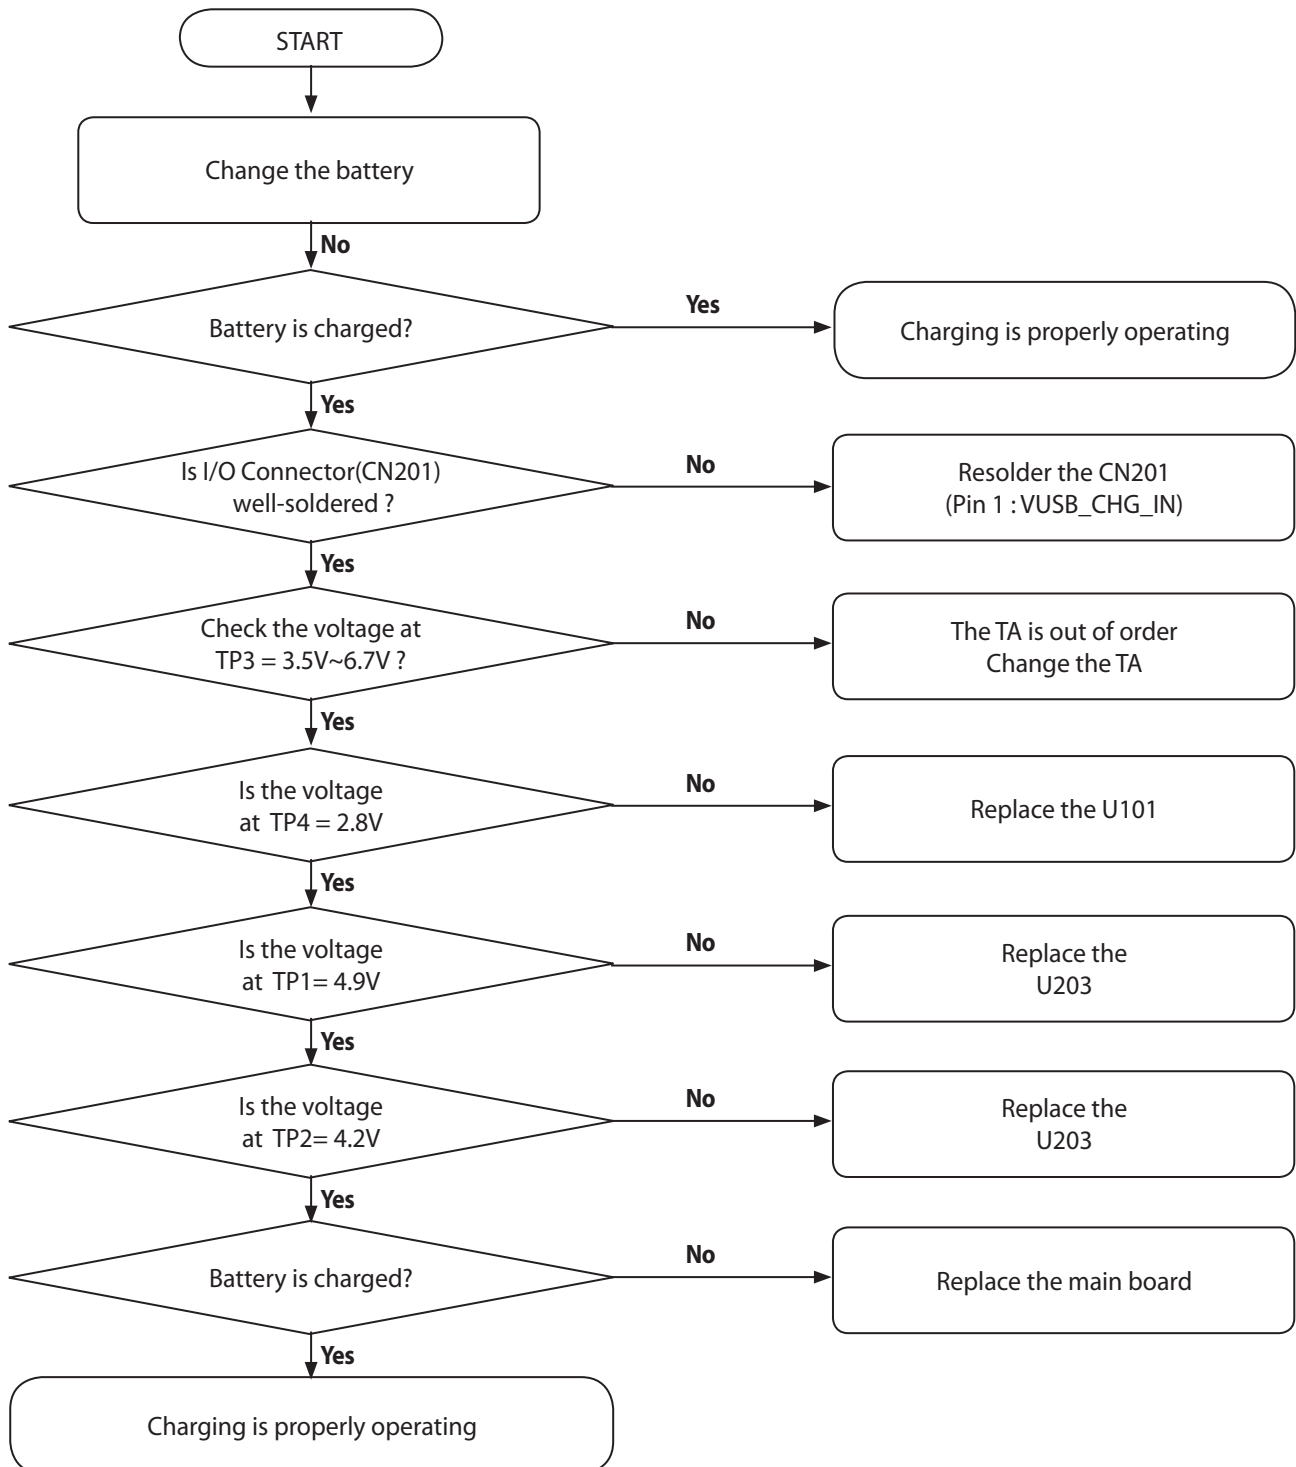 START
Change the battery
No
Battery is charged?
Yes
Charging is properly operating
Yes
Is I/O Connector(CN201)
well-soldered ?
No
Resolder the CN201
(Pin 1 : VUSB_CHG_IN)
Yes
Check the voltage at
TP3 = 3.5V~6.7V ?
No
The TA is out of order
Change the TA
Yes
Is the voltage
at TP4 = 2.8V
No
Replace the U101
Yes
Is the voltage
at TP1= 4.9V
No
Replace the
U203
Yes
Is the voltage
at TP2= 4.2V
No
Replace the
U203
Yes
Battery is charged?
No
Replace the main board
Yes
Charging is properly operating